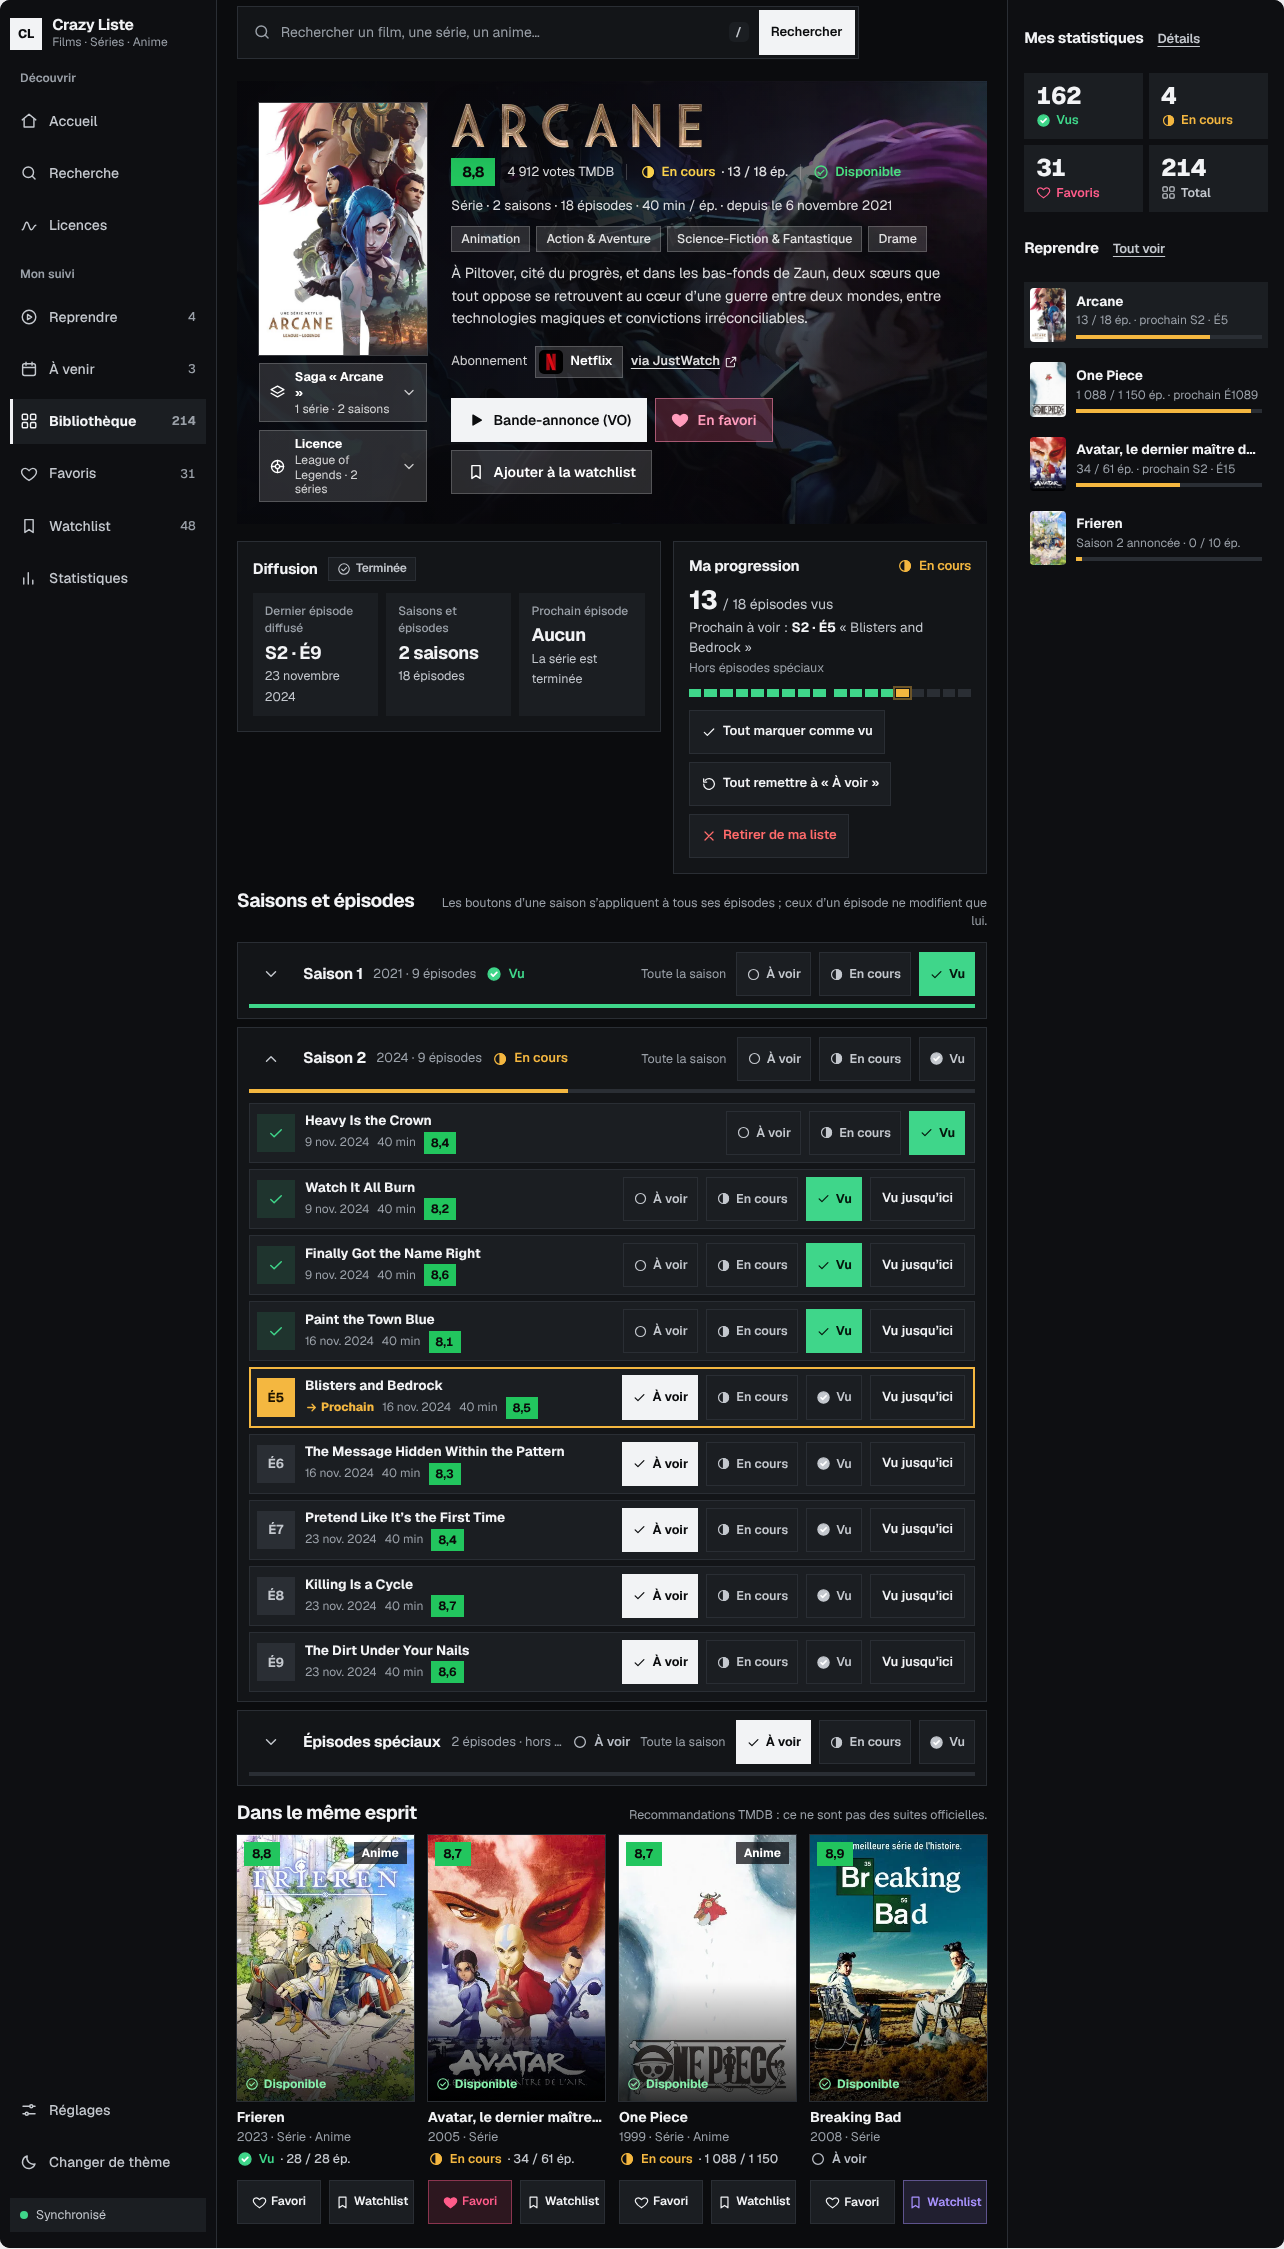 CL
Crazy Liste
Films · Séries · Anime
Découvrir
Accueil
Recherche
Licences
Mon suivi
Reprendre 4
À venir 3
Bibliothèque 214
Favoris 31
Watchlist 48
Statistiques
Réglages
Changer de thème
Synchronisé
Rechercher un film, une série, un anime...
/
Rechercher
UNE SÉRIE NETFLIX
ARCANE
LEAGUE OF LEGENDS
Saga « Arcane
»
1 série · 2 saisons
Licence
League of
Legends · 2
séries
ARCANE
8,8 4 912 votes TMDB En cours · 13 / 18 ép. Disponible
Série · 2 saisons · 18 épisodes · 40 min / ép. · depuis le 6 novembre 2021
Animation Action & Aventure Science-Fiction & Fantastique Drame
À Piltover, cité du progrès, et dans les bas-fonds de Zaun, deux sœurs que
tout oppose se retrouvent au cœur d'une guerre entre deux mondes, entre
technologies magiques et convictions irréconciliables.
Abonnement Netflix via JustWatch
Bande-annonce (VO) En favori
Ajouter à la watchlist
Diffusion Terminée
Dernier épisode
diffusé
S2 · É9
23 novembre
2024
Saisons et
épisodes
2 saisons
18 épisodes
Prochain épisode
Aucun
La série est
terminée
Ma progression En cours
13 / 18 épisodes vus
Prochain à voir : S2 · É5 « Blisters and
Bedrock »
Hors épisodes spéciaux
Tout marquer comme vu
Tout remettre à « À voir »
Retirer de ma liste
Saisons et épisodes
Les boutons d'une saison s'appliquent à tous ses épisodes ; ceux d'un épisode ne modifient que
lui.
Saison 1 2021 · 9 épisodes Vu Toute la saison À voir En cours Vu
Saison 2 2024 · 9 épisodes En cours Toute la saison À voir En cours Vu
Heavy Is the Crown
9 nov. 2024 40 min 8,4
À voir En cours Vu
Watch It All Burn
9 nov. 2024 40 min 8,2
À voir En cours Vu Vu jusqu'ici
Finally Got the Name Right
9 nov. 2024 40 min 8,6
À voir En cours Vu Vu jusqu'ici
Paint the Town Blue
16 nov. 2024 40 min 8,1
À voir En cours Vu Vu jusqu'ici
É5
Blisters and Bedrock
→ Prochain 16 nov. 2024 40 min 8,5
À voir En cours Vu Vu jusqu'ici
É6
The Message Hidden Within the Pattern
16 nov. 2024 40 min 8,3
À voir En cours Vu Vu jusqu'ici
É7
Pretend Like It's the First Time
23 nov. 2024 40 min 8,4
À voir En cours Vu Vu jusqu'ici
É8
Killing Is a Cycle
23 nov. 2024 40 min 8,7
À voir En cours Vu Vu jusqu'ici
É9
The Dirt Under Your Nails
23 nov. 2024 40 min 8,6
À voir En cours Vu Vu jusqu'ici
Épisodes spéciaux 2 épisodes · hors ... À voir Toute la saison À voir En cours Vu
Dans le même esprit
Recommandations TMDB : ce ne sont pas des suites officielles.
8,8 Anime
FRIEREN
Disponible
Frieren
2023 · Série · Anime
Vu · 28 / 28 ép.
Favori Watchlist
8,7
AVATAR
MAÎTRE DE L'AIR
Disponible
Avatar, le dernier maître...
2005 · Série
En cours · 34 / 61 ép.
Favori Watchlist
8,7 Anime
ONE PIECE
Disponible
One Piece
1999 · Série · Anime
En cours · 1 088 / 1 150
Favori Watchlist
8,9
meilleure série de l'histoire.
35
Breaking
56
Bad
Disponible
Breaking Bad
2008 · Série
À voir
Favori Watchlist
Mes statistiques Détails
162
Vus
4
En cours
31
Favoris
214
Total
Reprendre Tout voir
Arcane
13 / 18 ép. · prochain S2 · É5
One Piece
1 088 / 1 150 ép. · prochain É1089
Avatar, le dernier maître d...
34 / 61 ép. · prochain S2 · É15
Frieren
Saison 2 annoncée · 0 / 10 ép.